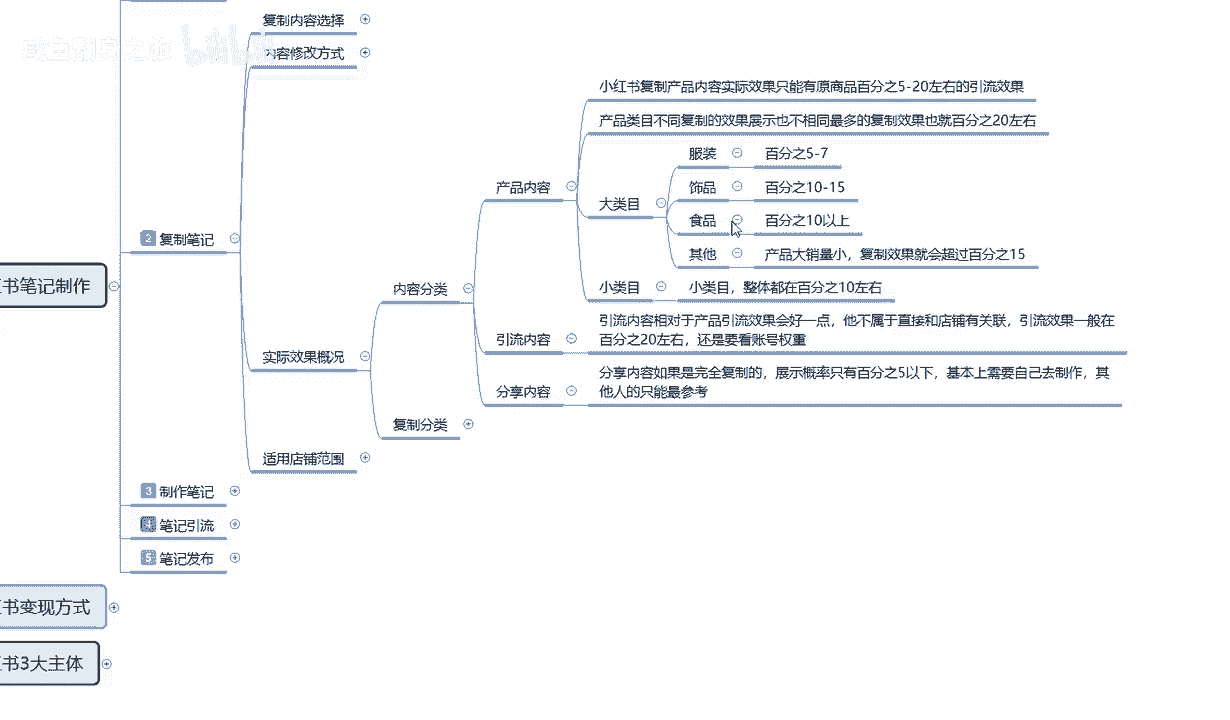 复制内容选择
内容修改方式
小红书复制产品内容实际效果只能有原商品百分之5-20左右的引流效果
产品类目不同复制的效果展示也不相同最多的复制效果也就百分之20左右
服装 百分之5-7
产品内容
饰品 百分之10-15
大类目
食品 百分之10以上
2 复制笔记
其他 产品大销量小，复制效果就会超过百分之15
书笔记制作
内容分类
小类目 小类目，整体都在百分之10左右
引流内容相对于产品引流效果会好一点，他不属于直接和店铺有关联，引流效果一般在
引流内容
百分之20左右，还是要看账号权重
实际效果概况
分享内容如果是完全复制的，展示概率只有百分之5以下，基本上需要自己去制作，其
分享内容
他人的只能最参考
复制分类
适用店铺范围
3 制作笔记
4 笔记引流
5 笔记发布
书变现方式
书3大主体